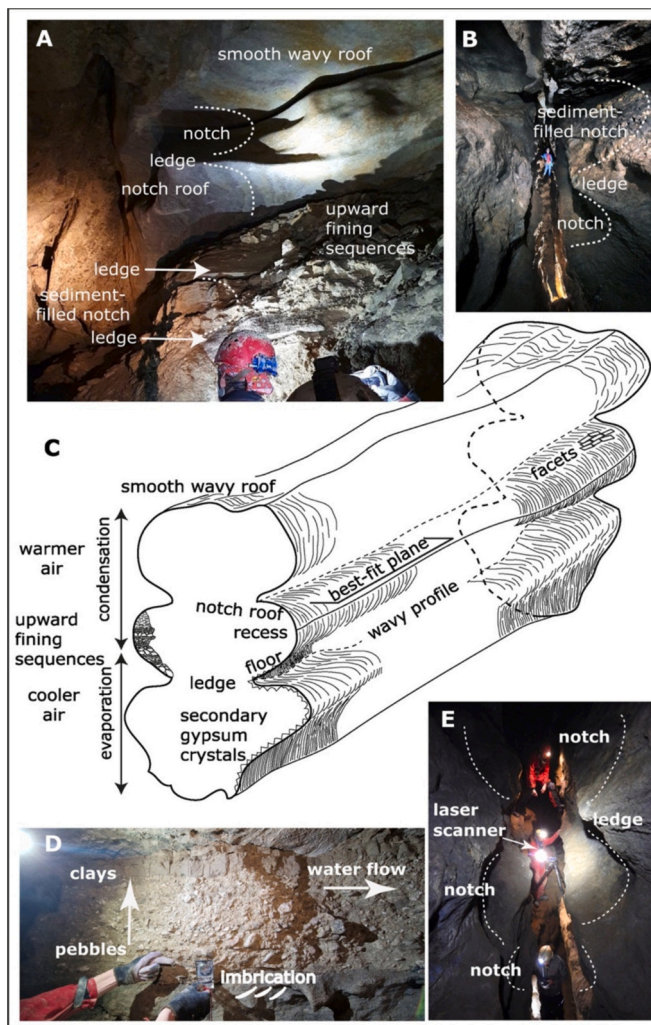 A
smooth wavy roof
notch
ledge
notch roof
upward
fining
sequences
ledge
sediment-
filled notch
ledge
B
sediment-
filled notch
ledge
notch
C
smooth wavy roof
facets
warmer
air
condensation
best-fit plane
notch roof
recess
wavy profile
upward
fining
sequences
floor
ledge
cooler
air
evaporation
secondary
gypsum
crystals
D
clays
water flow
pebbles
Imbrication
E
notch
laser
scanner
ledge
notch
notch